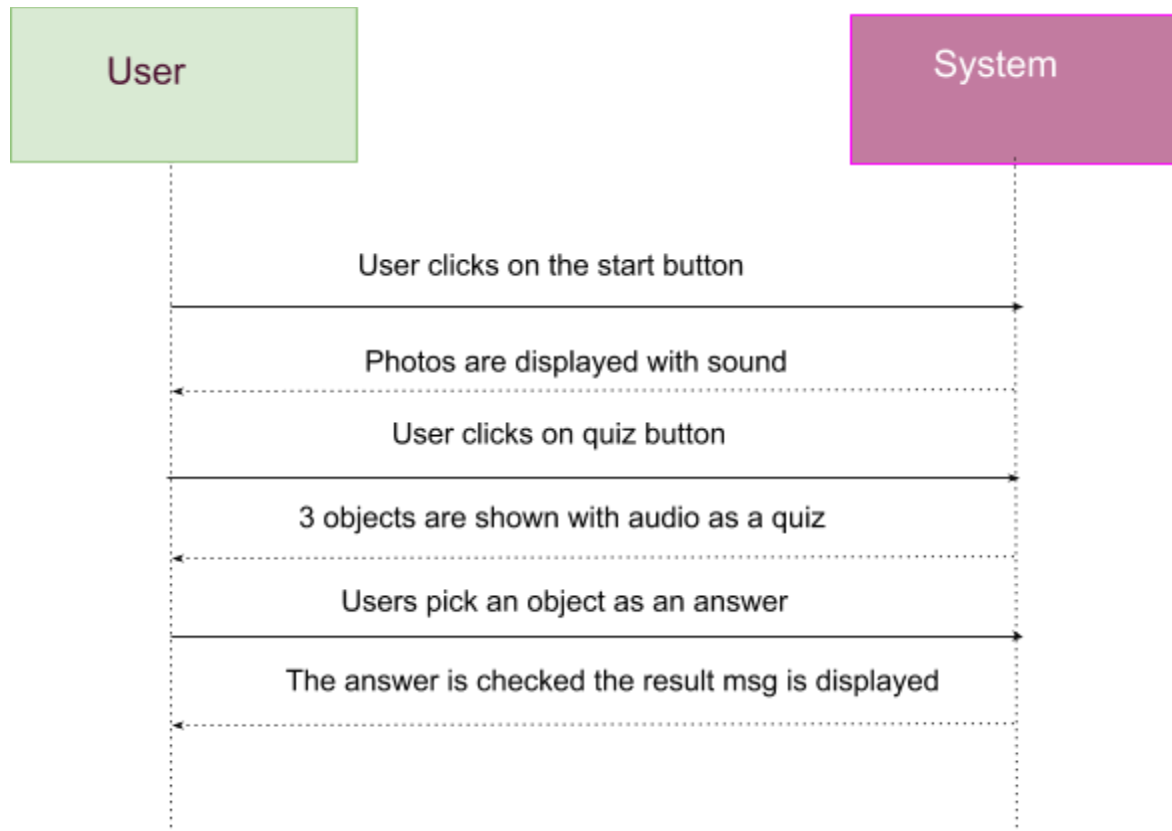 User
System
User clicks on the start button
Photos are displayed with sound
User clicks on quiz button
3 objects are shown with audio as a quiz
Users pick an object as an answer
The answer is checked the result msg is displayed